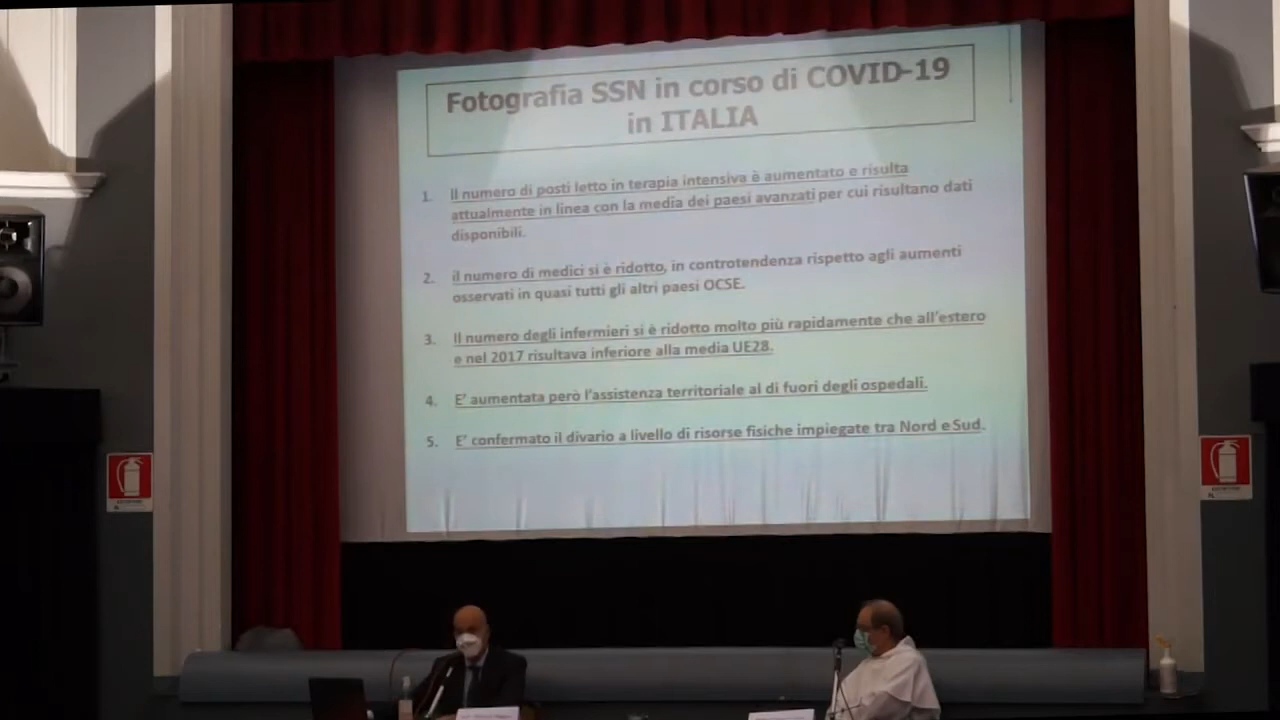 Fotografia SSN in corso di COVID-19
in ITALIA
1. Il numero di posti letto in terapia intensiva è aumentato e risulta
attualmente in linea con la media dei paesi avanzati per cui risultano dati
disponibili.
2. il numero di medici si è ridotto, in controtendenza rispetto agli aumenti
osservati in quasi tutti gli altri paesi OCSE.
3. Il numero degli infermieri si è ridotto molto più rapidamente che all'estero
e nel 2017 risultava inferiore alla media UE28.
4. E' aumentata però l'assistenza territoriale al di fuori degli ospedali.
5. E' confermato il divario a livello di risorse fisiche impiegate tra Nord e Sud.